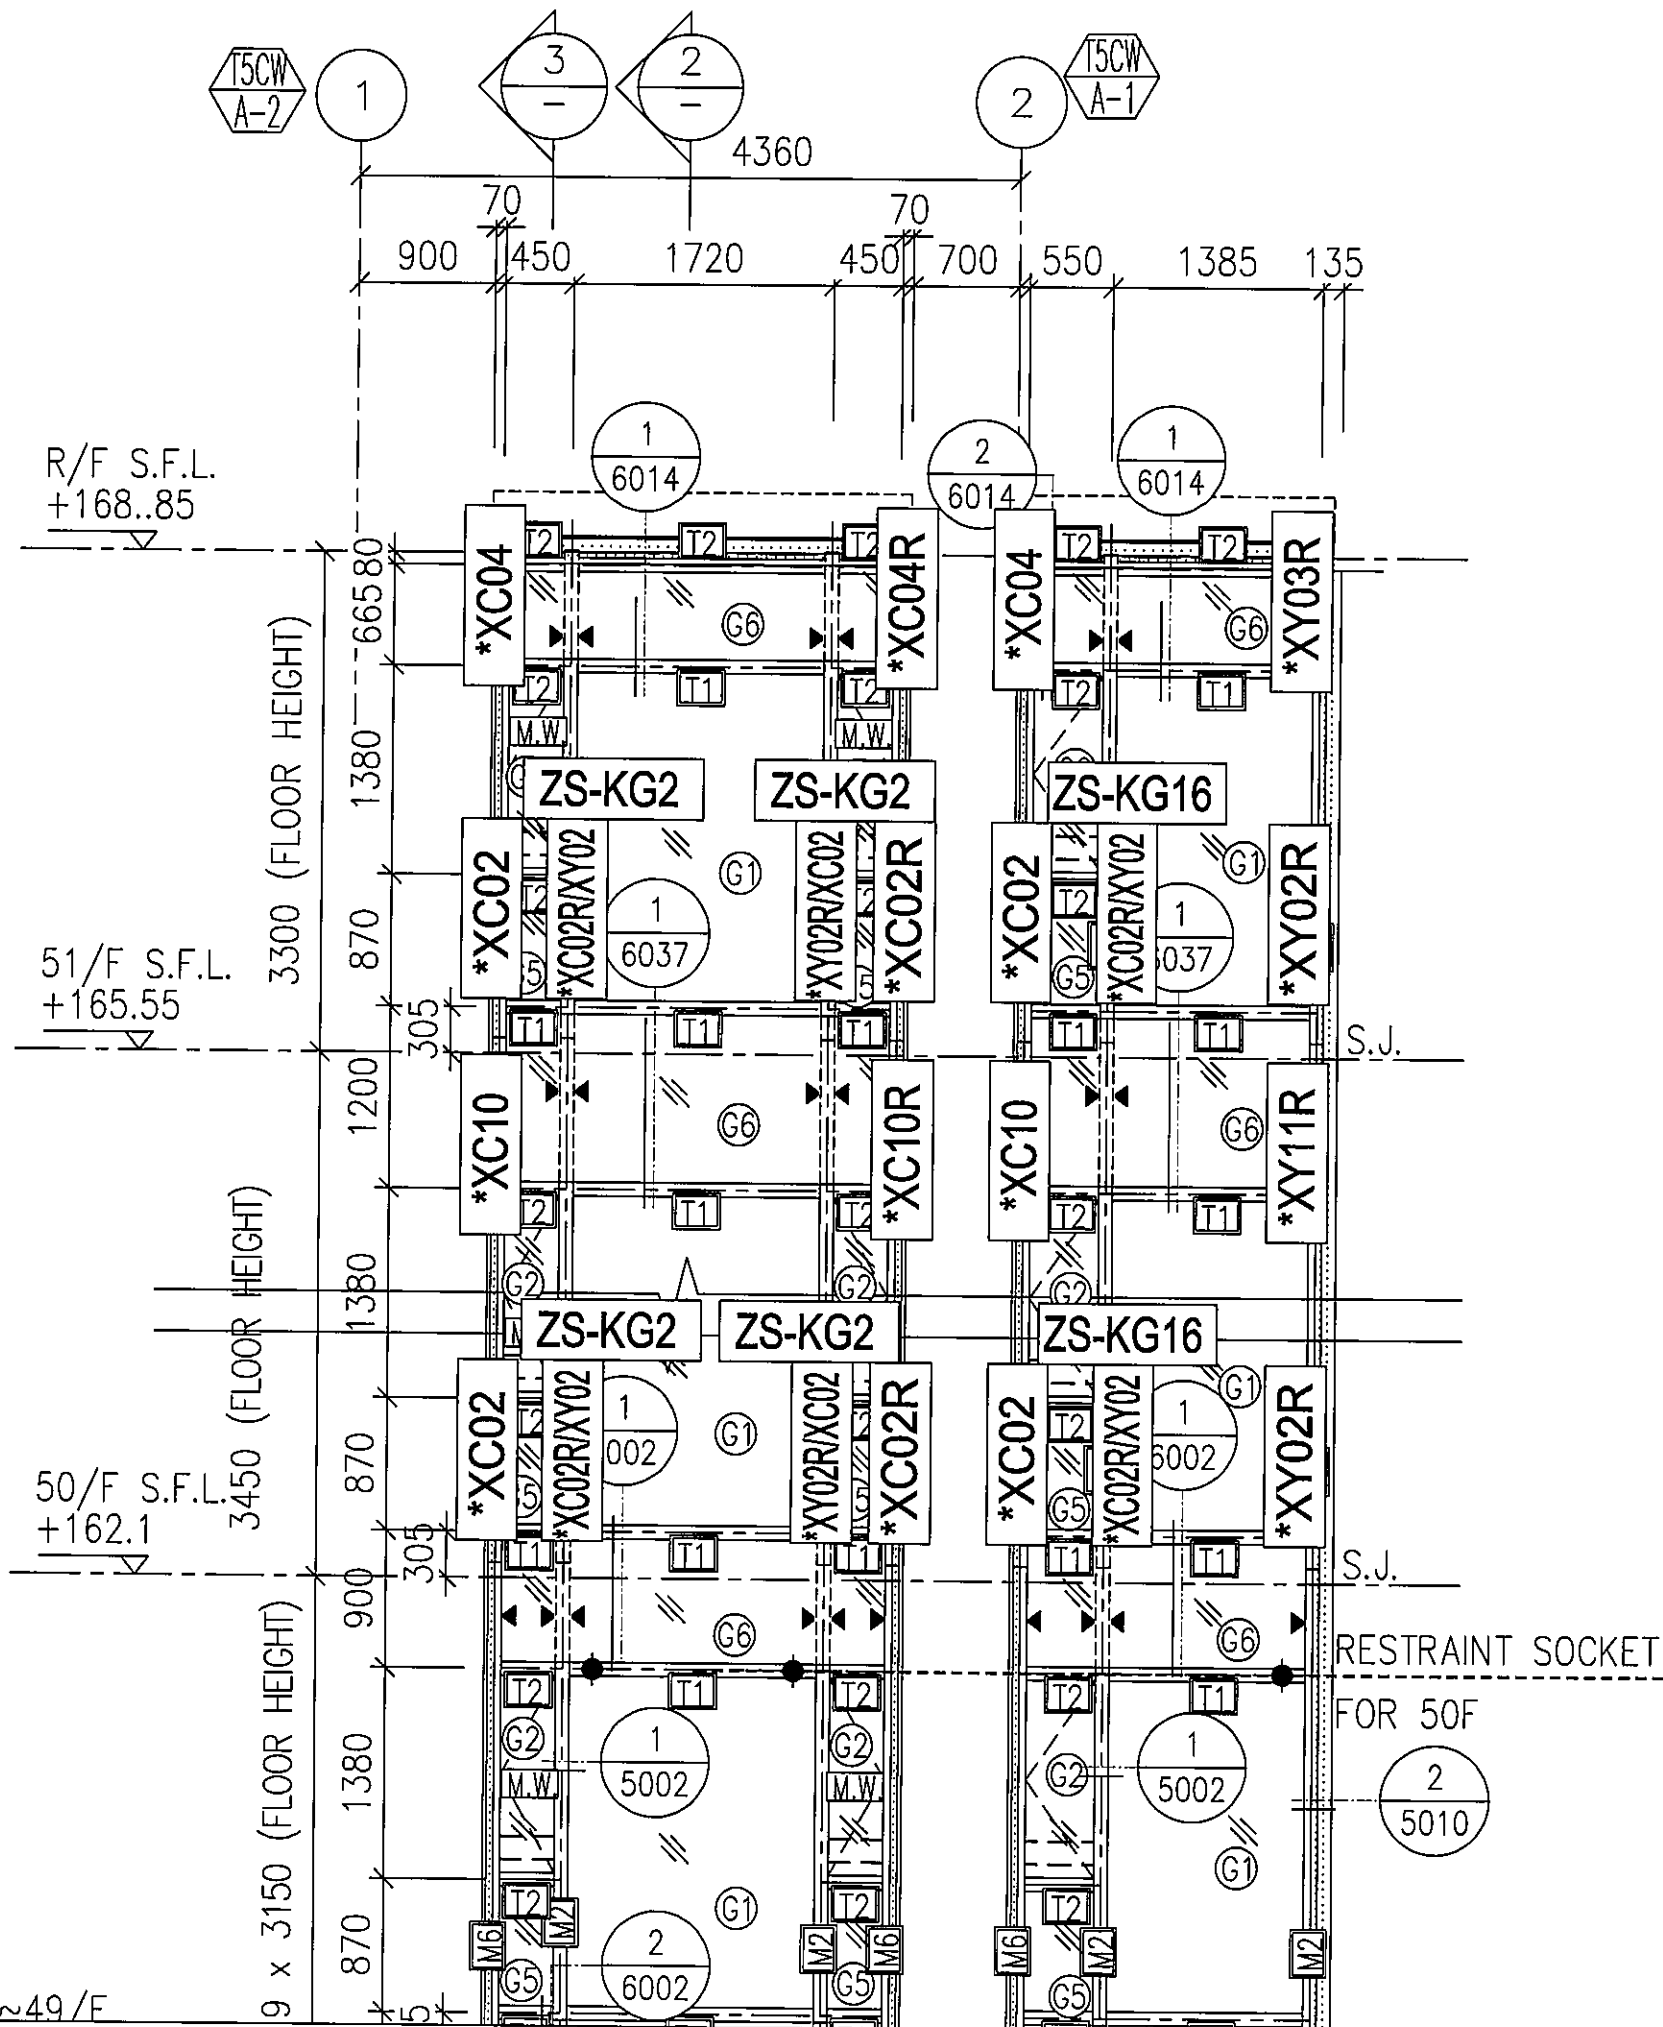 T5CW
A-2
1
3
-
2
-
2
T5CW
A-1
4360
70
70
900
450
1720
450
700
550
1385
135
R/F S.F.L.
+168..85
1
6014
2
6014
1
6014
T2
T2
T2
T2
T2
*XC04
*XC04R
*XC04
*XY03R
80
665
G6
G6
T2
T1
T2
T2
T1
M.W
M.W
3300 (FLOOR HEIGHT)
1380
ZS-KG2
ZS-KG2
ZS-KG16
*XC02
*XC02R/XY02
*XY02R/XC02
*XC02R
*XC02
*XC02R/XY02
*XY02R
G1
G1
T2
870
1
6037
1
6037
G5
G5
51/F S.F.L.
+165.55
305
T1
T1
T1
T1
T1
S.J.
1200
*XC10
*XC10R
*XC10
*XY11R
G6
G6
T2
T1
T2
T2
T1
3450 (FLOOR HEIGHT)
1380
G2
G2
G2
ZS-KG2
ZS-KG2
ZS-KG16
*XC02
*XC02R/XY02
*XY02R/XC02
*XC02R
*XC02
*XC02R/XY02
*XY02R
G1
G1
T2
870
1
002
1
6002
G5
50/F S.F.L.
+162.1
305
T1
T1
T1
T1
T1
S.J.
900
G6
G6
RESTRAINT SOCKET
FOR 50F
T2
T1
T2
T2
T1
9 x 3150 (FLOOR HEIGHT)
1380
G2
G2
G2
M.W
M.W
1
5002
1
5002
2
5010
G1
G1
T2
T2
T2
870
M6
M2
M2
M6
M6
M2
M2
2
6002
G5
G5
G5
~49/F